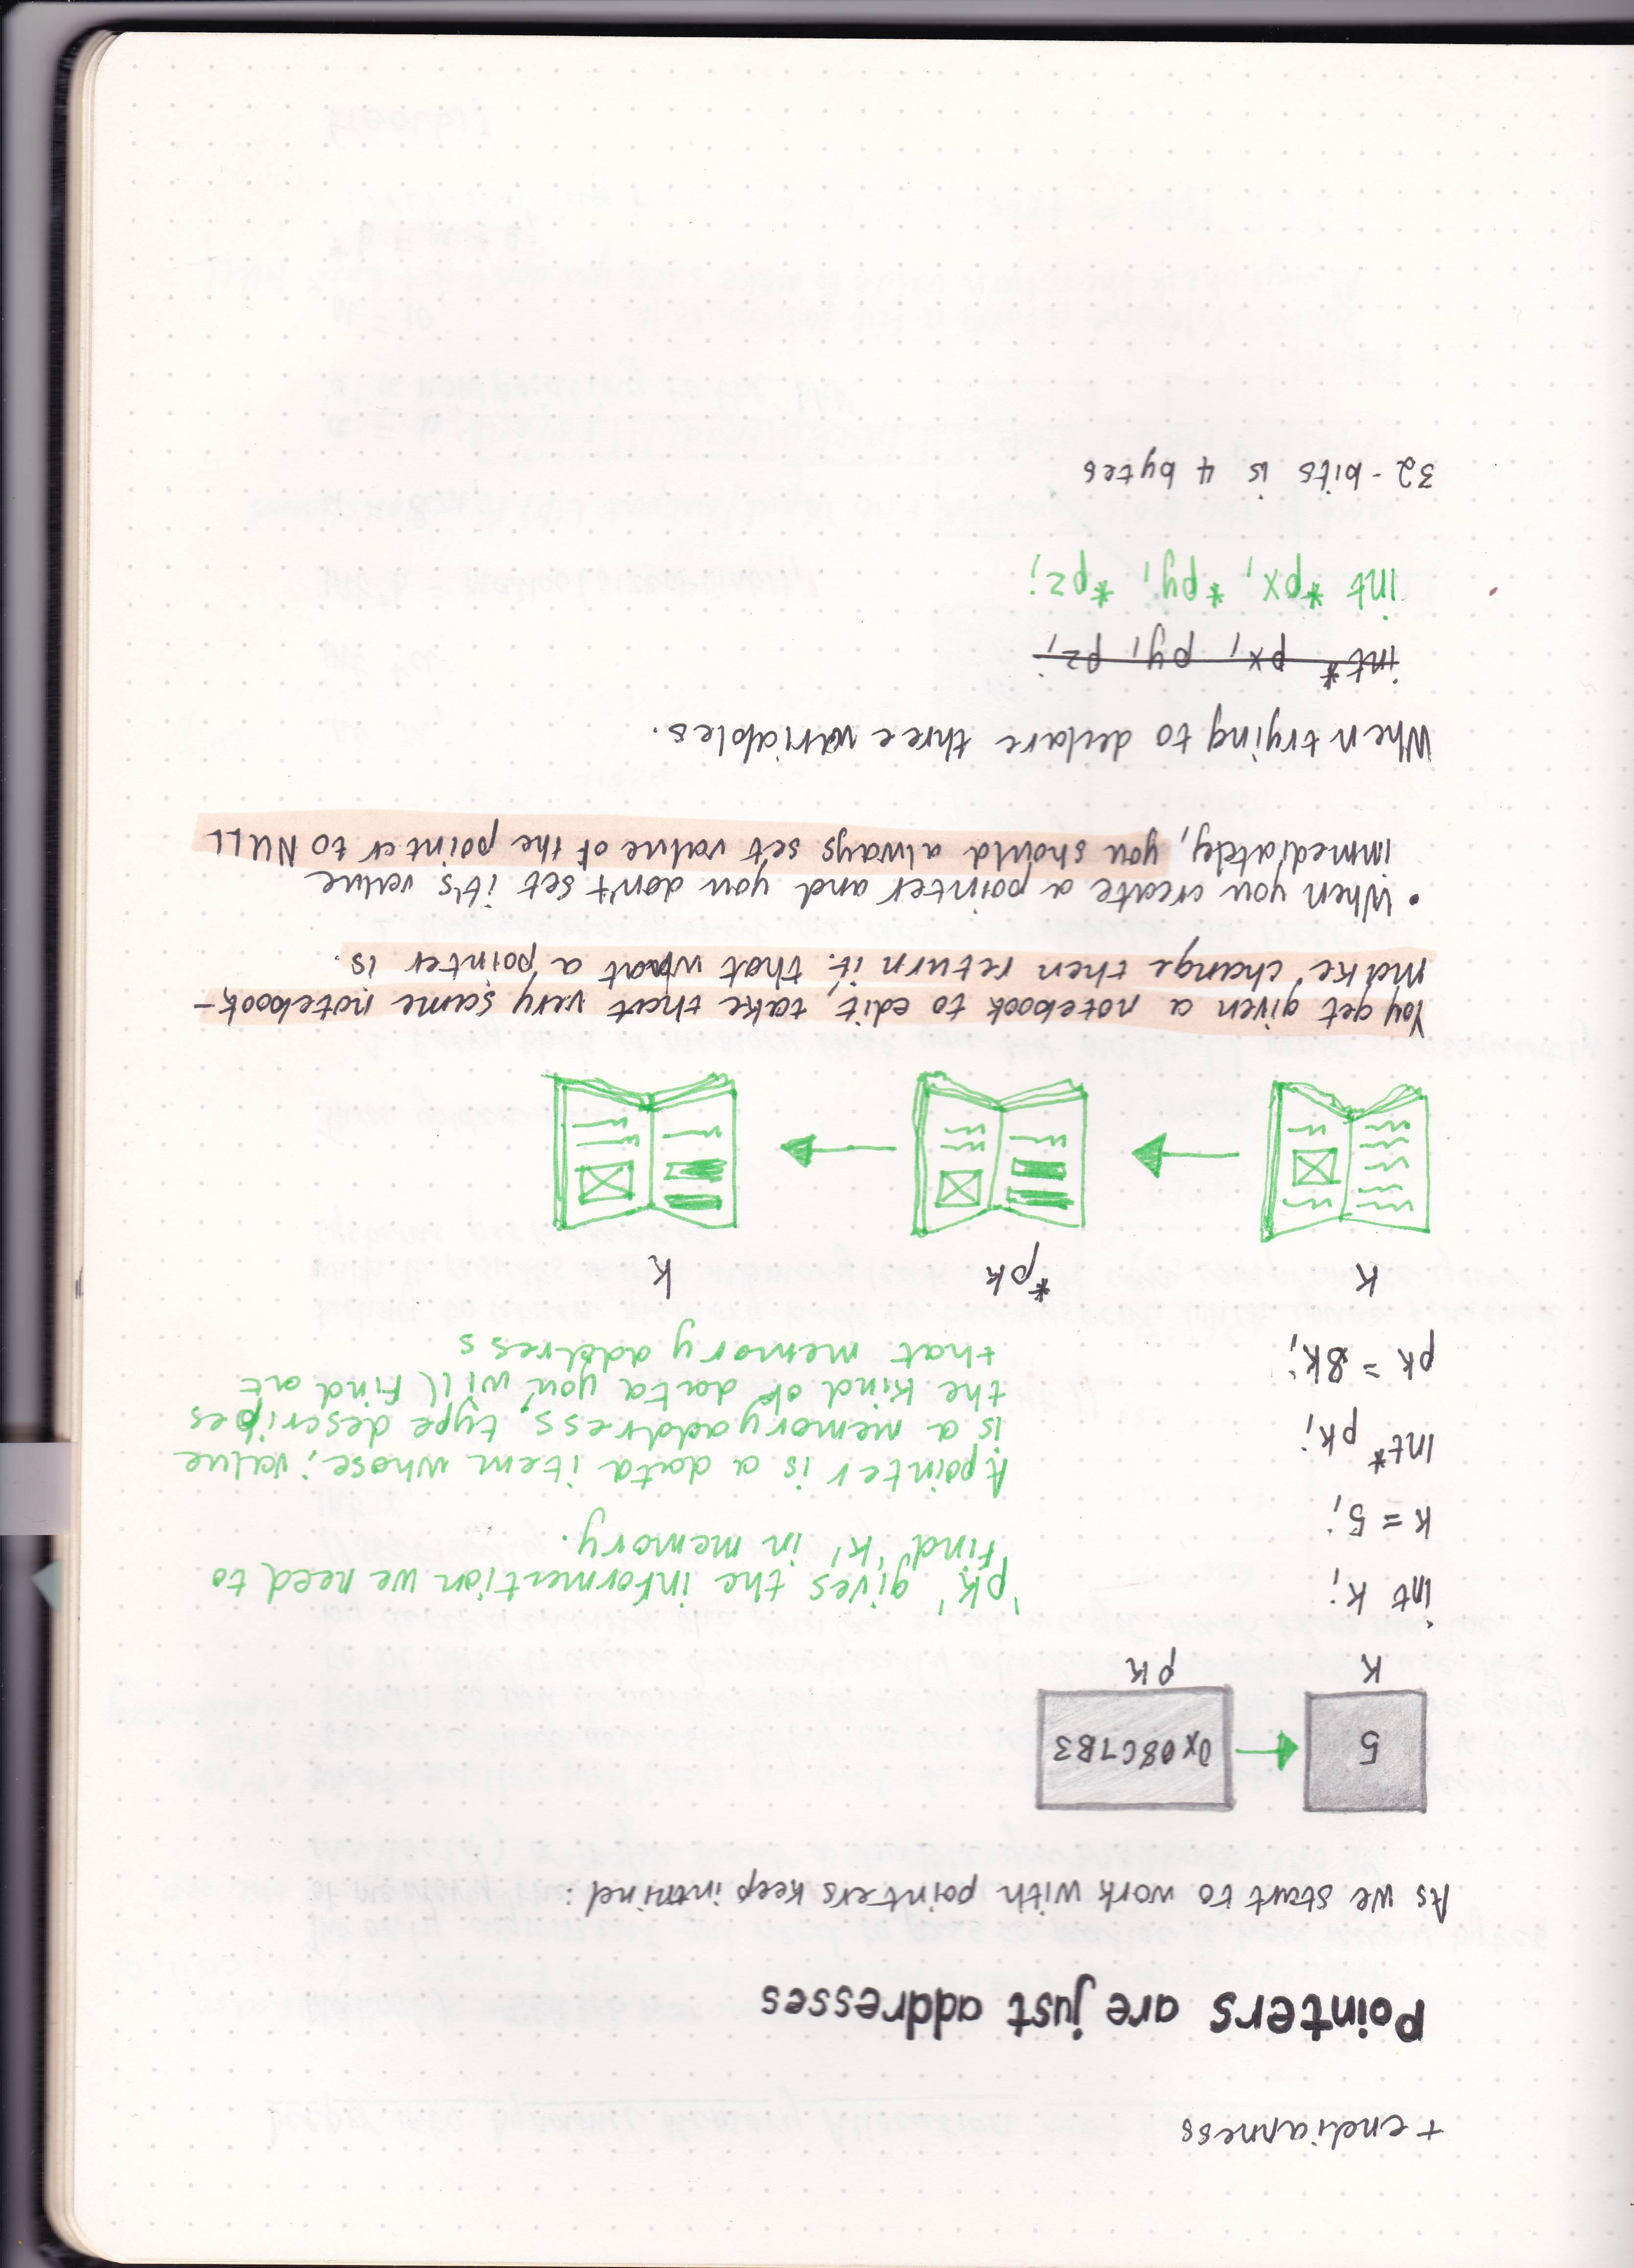 + endianness
Pointers are just addresses
As we start to work with pointers keep in mind:
5
0x08C7B3
k
pk
int k;
k = 5;
int* pk;
pk = &k;
'pk' gives the information we need to
find 'k' in memory.
A pointer is a data item whose; value
is a memory address, type describes
the kind of data you will find at
that memory address
k
*pk
k
You get given a notebook to edit, take that very same notebook-
make change then return it. that what a pointer is.
• When you create a pointer and you don't set it's value
immediately, you should always set value of the pointer to NULL
When trying to declare three variables.
int* px, py, pz;
int *px, *py, *pz;
32-bits is 4 bytes